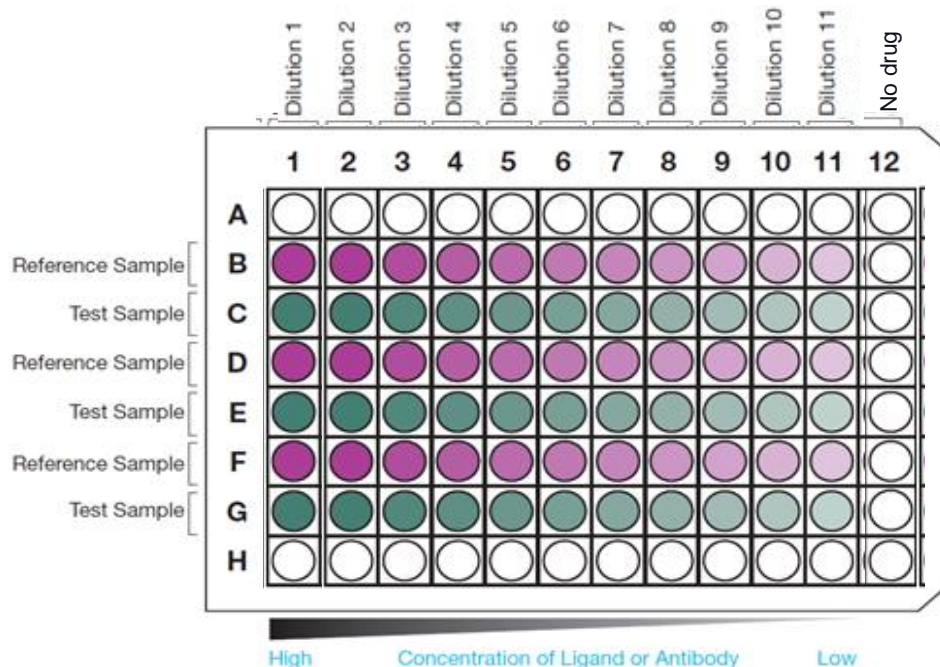 Dilution 1
Dilution 2
Dilution 3
Dilution 4
Dilution 5
Dilution 6
Dilution 7
Dilution 8
Dilution 9
Dilution 10
Dilution 11
No drug
1 2 3 4 5 6 7 8 9 10 11 12
A
Reference Sample B
Test Sample C
Reference Sample D
Test Sample E
Reference Sample F
Test Sample G
H
High Concentration of Ligand or Antibody Low